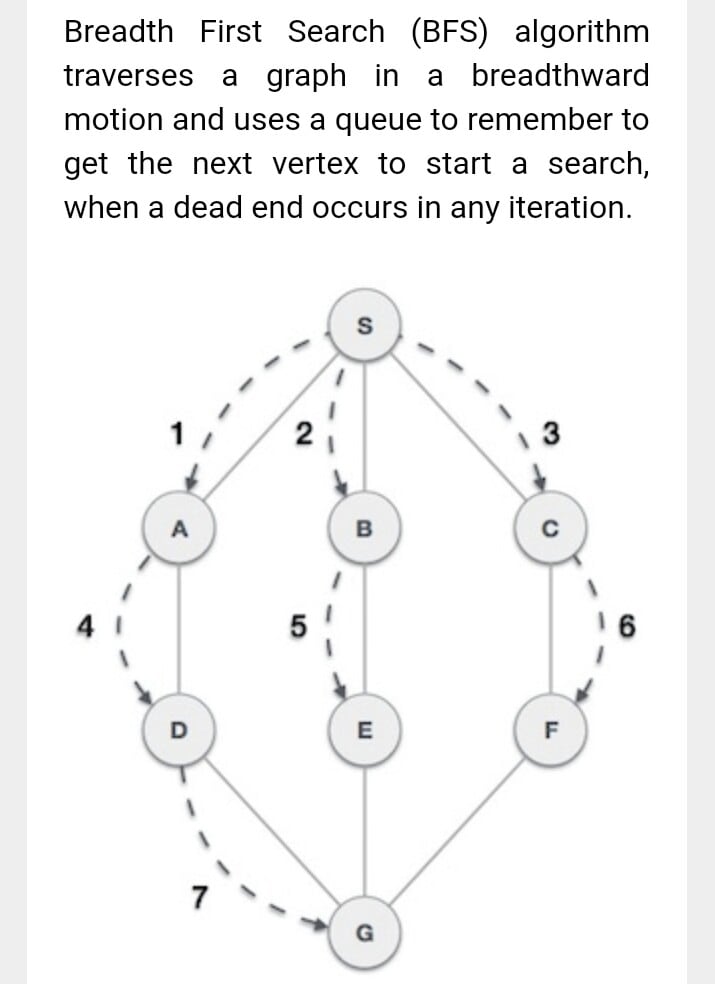 Breadth First Search (BFS) algorithm
traverses a graph in a breadthward
motion and uses a queue to remember to
get the next vertex to start a search,
when a dead end occurs in any iteration.
S
1 2 3
A B C
4 5 6
D E F
7
G